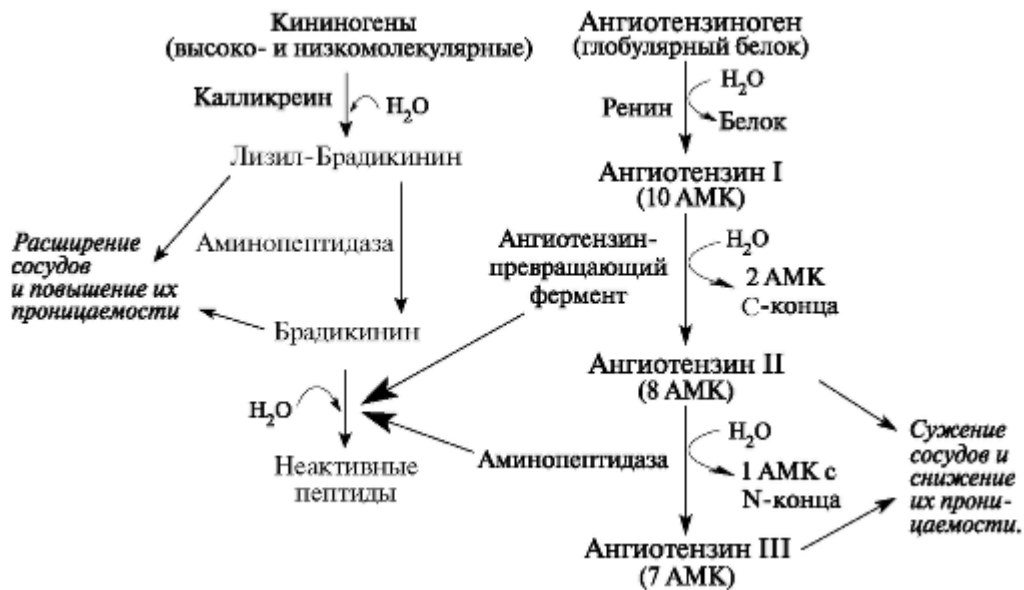 Кининогены
(высоко- и низкомолекулярные)
Калликреин
H₂O
Лизил-Брадикинин
Аминопептидаза
Расширение
сосудов
и повышение их
проницаемости
Брадикинин
H₂O
Неактивные
пептиды
Ангиотензиноген
(глобулярный белок)
H₂O
Ренин
Белок
Ангиотензин I
(10 АМК)
Ангиотензин-
превращающий
фермент
H₂O
2 АМК
С-конца
Ангиотензин II
(8 АМК)
H₂O
Аминопептидаза
1 АМК с
N-конца
Ангиотензин III
(7 АМК)
Сужение
сосудов и
снижение
их прони-
цаемости.